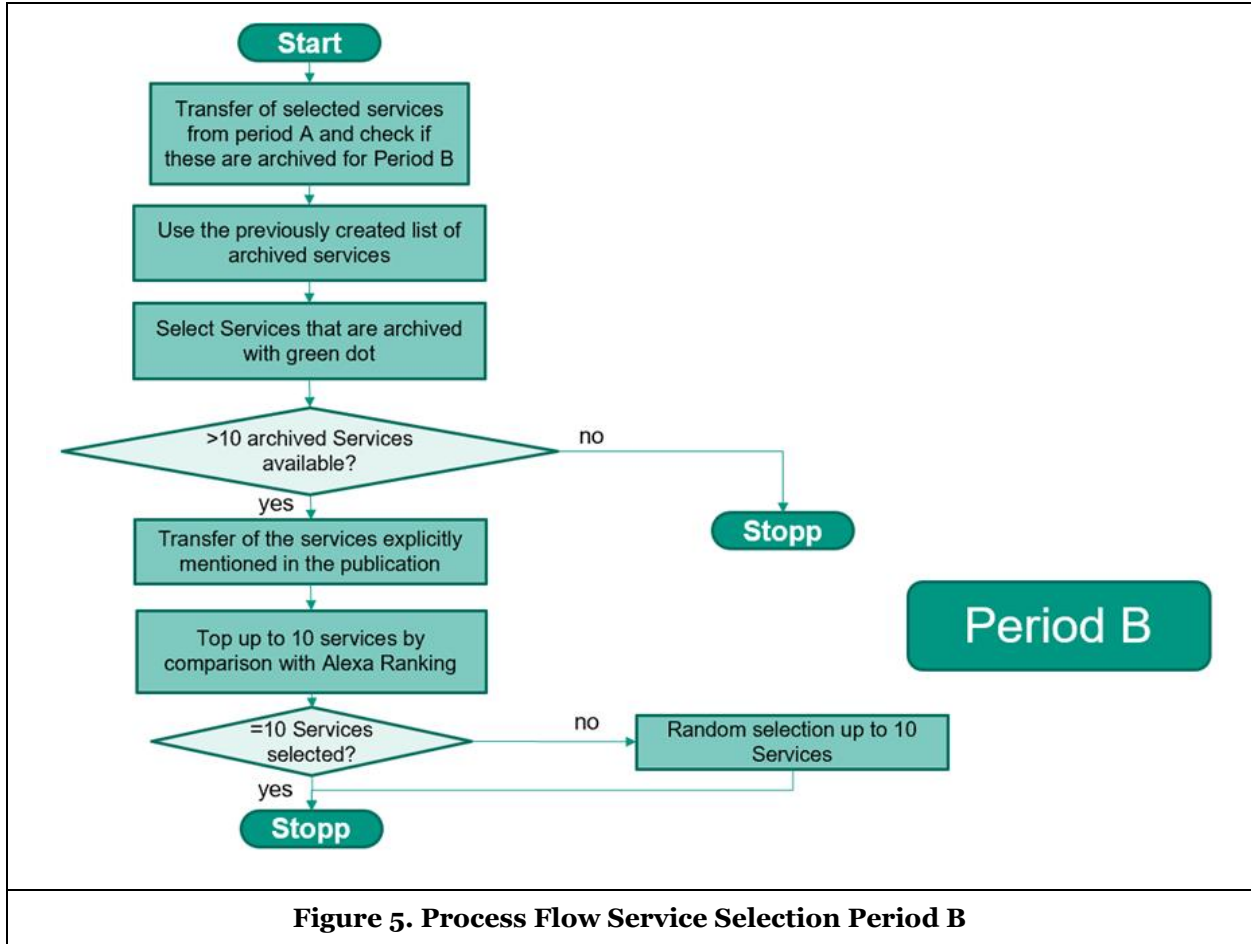 Start
Transfer of selected services
from period A and check if
these are archived for Period B
Use the previously created list of
archived services
Select Services that are archived
with green dot
>10 archived Services
available?
no
yes
Stopp
Transfer of the services explicitly
mentioned in the publication
Period B
Top up to 10 services by
comparison with Alexa Ranking
=10 Services
selected?
no
Random selection up to 10
Services
yes
Stopp
Figure 5. Process Flow Service Selection Period B